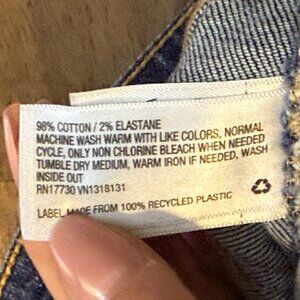 98% COTTON / 2% ELASTANE
MACHINE WASH WARM WITH LIKE COLORS, NORMAL
CYCLE, ONLY NON CHLORINE BLEACH WHEN NEEDED
TUMBLE DRY MEDIUM, WARM IRON IF NEEDED, WASH
INSIDE OUT
RN17730 VN1318131
LABEL MADE FROM 100% RECYCLED PLASTIC